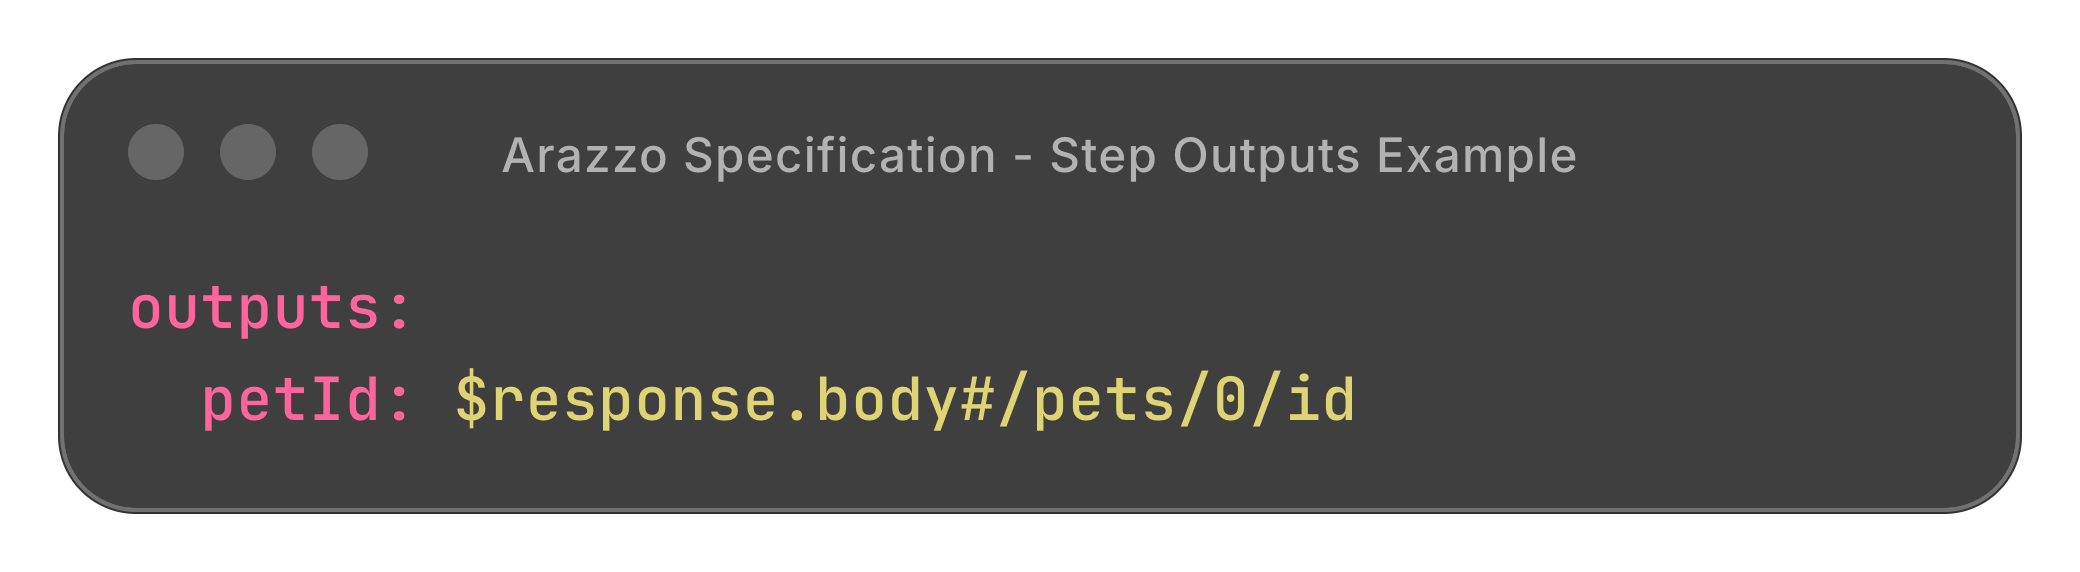 Arazzo Specification - Step Outputs Example
outputs:
  petId: $response.body#/pets/0/id